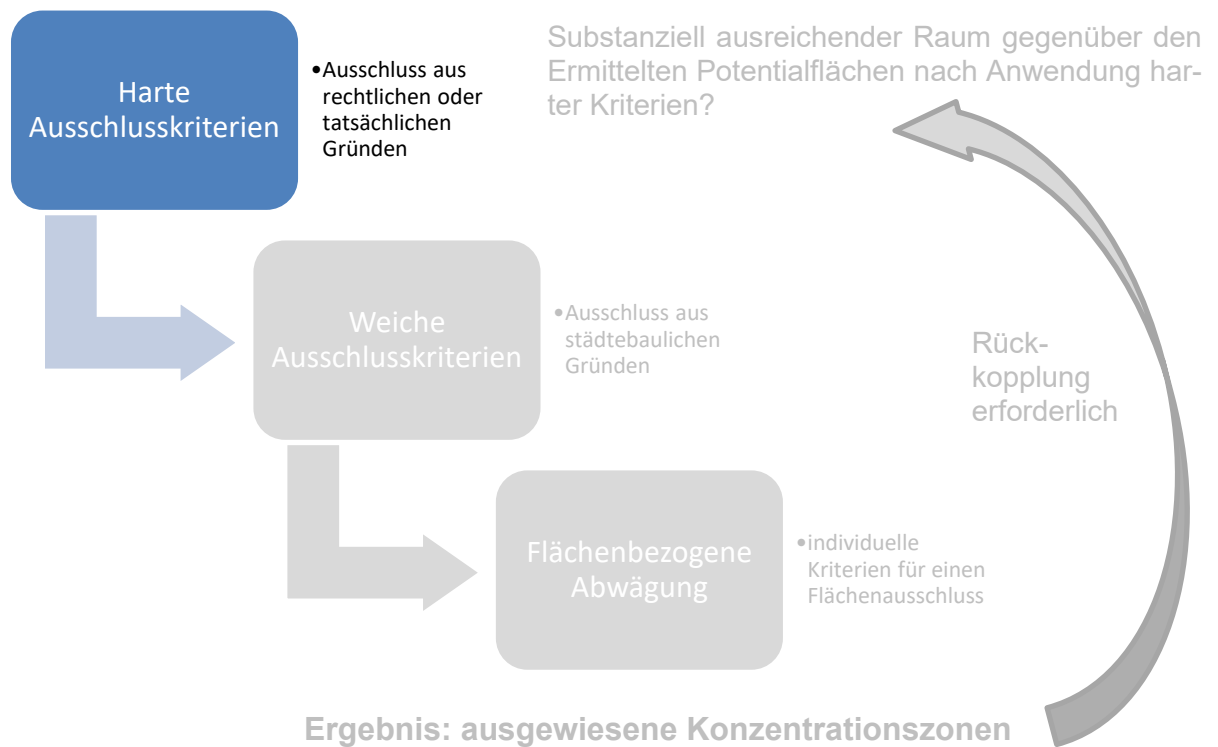 Harte
Ausschlusskriterien
•Ausschluss aus
rechtlichen oder
tatsächlichen
Gründen
Substanziell ausreichender Raum gegenüber den
Ermittelten Potentialflächen nach Anwendung har-
ter Kriterien?
Weiche
Ausschlusskriterien
•Ausschluss aus
städtebaulichen
Gründen
Rück-
kopplung
erforderlich
Flächenbezogene
Abwägung
•individuelle
Kriterien für einen
Flächenausschluss
Ergebnis: ausgewiesene Konzentrationszonen